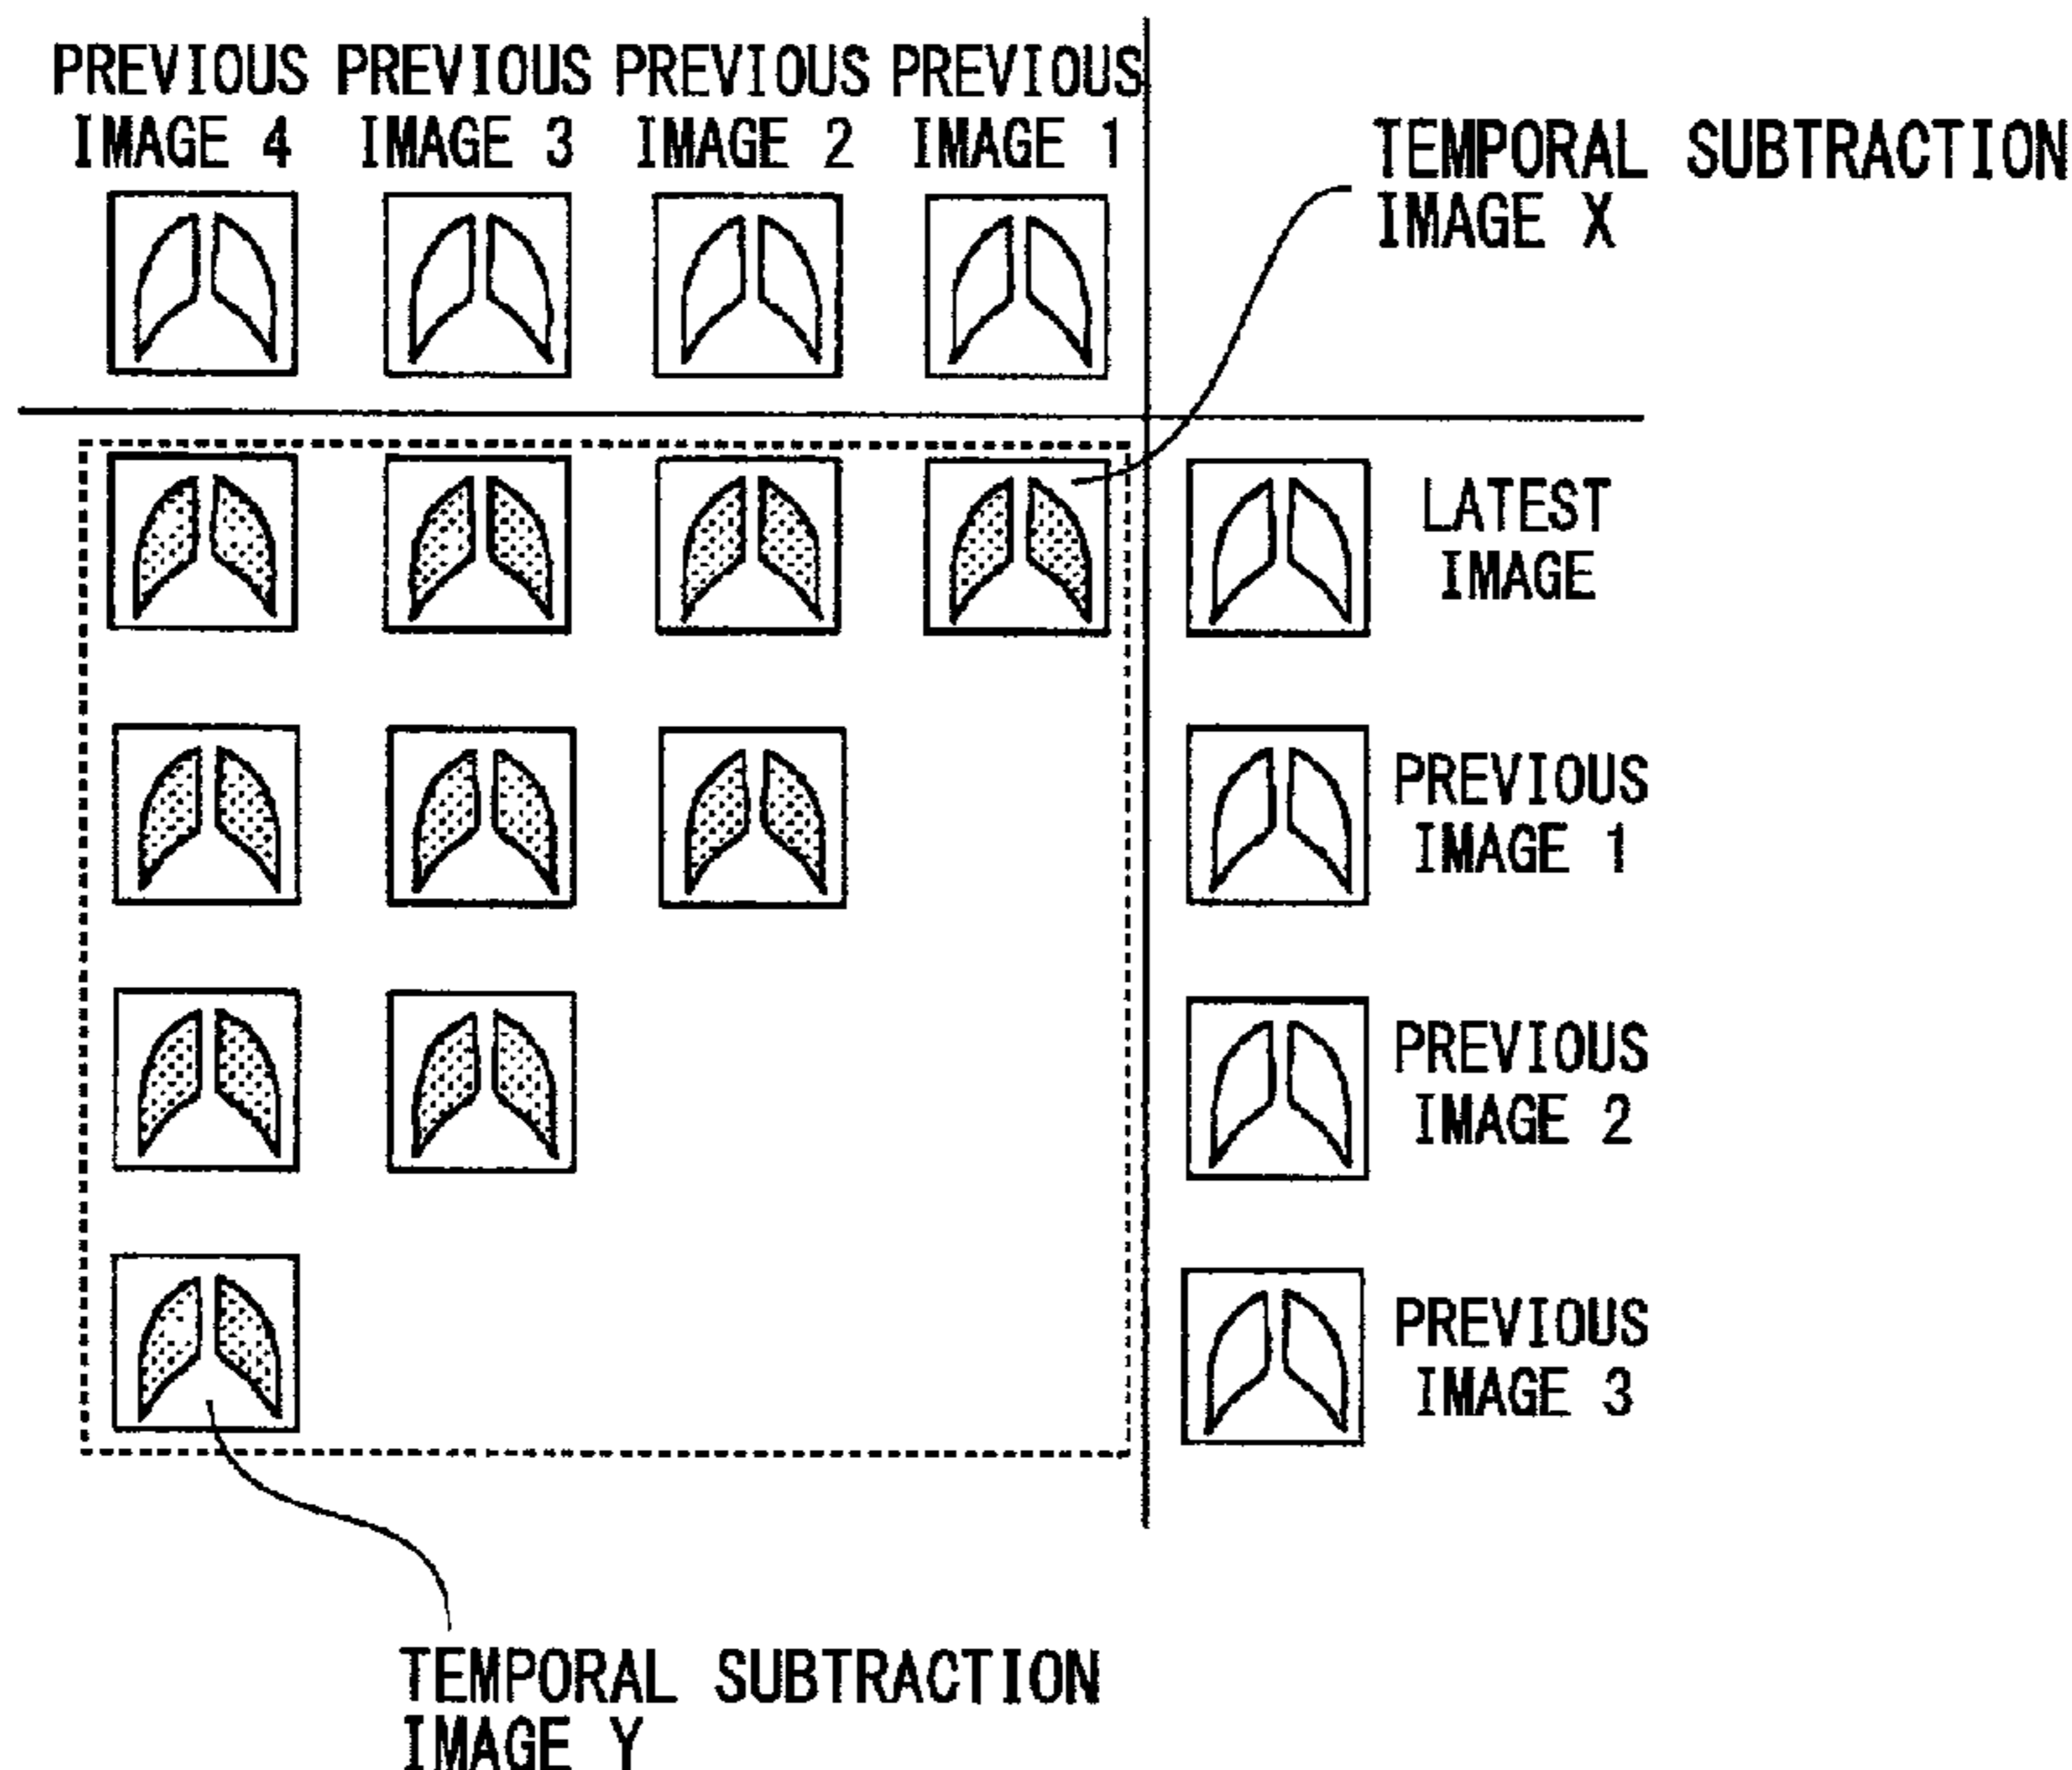 PREVIOUS PREVIOUS PREVIOUS PREVIOUS
IMAGE 4 IMAGE 3 IMAGE 2 IMAGE 1
TEMPORAL SUBTRACTION
IMAGE X
LATEST
IMAGE
PREVIOUS
IMAGE 1
PREVIOUS
IMAGE 2
PREVIOUS
IMAGE 3
TEMPORAL SUBTRACTION
IMAGE Y